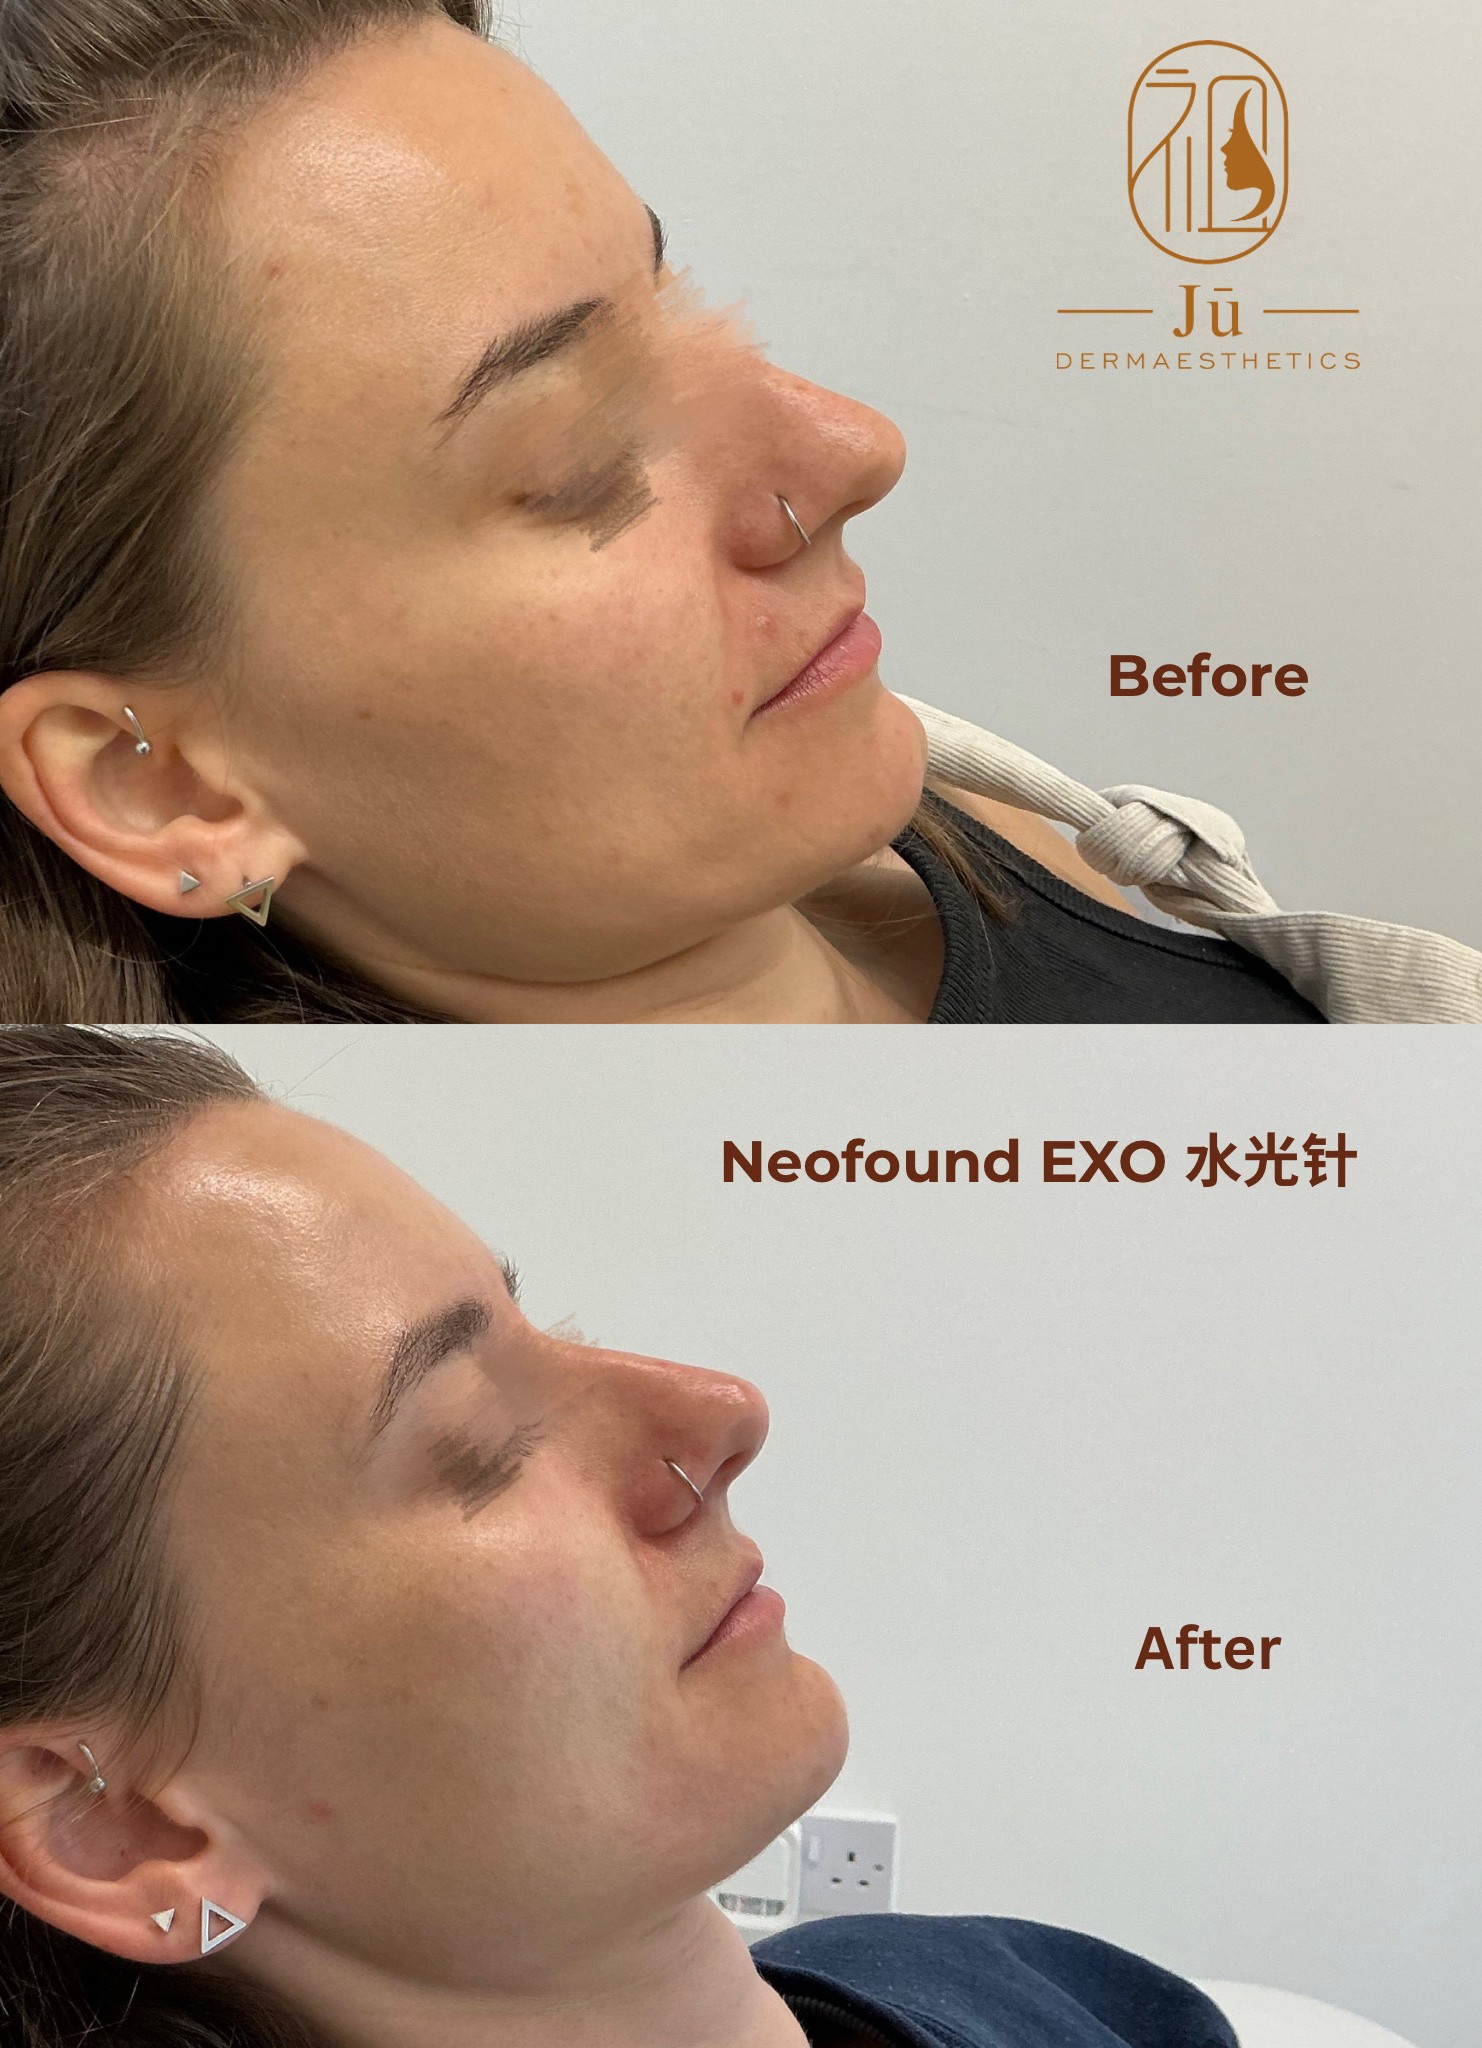 Jū
DERMAESTHETICS
Before
Neofound EXO 水光针
After